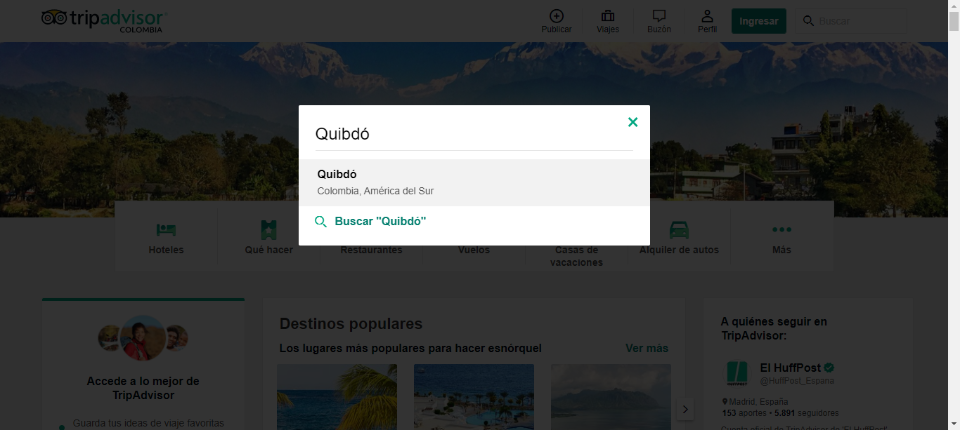 tripadvisor
COLOMBIA
Publicar
Viajes
Buzón
Perfil
Ingresar
Buscar
Quibdó
Quibdó
Colombia, América del Sur
Buscar "Quibdó"
Hoteles
Qué hacer
Restaurantes
Vuelos
Casas de
vacaciones
Alquiler de autos
Más
Accede a lo mejor de
TripAdvisor
Guarda tus ideas de viaje favoritas
Destinos populares
Los lugares más populares para hacer esnórquel
Ver más
A quiénes seguir en
TripAdvisor:
El HuffPost
@HuffPost_Espana
Madrid, España
153 aportes • 5.891 seguidores